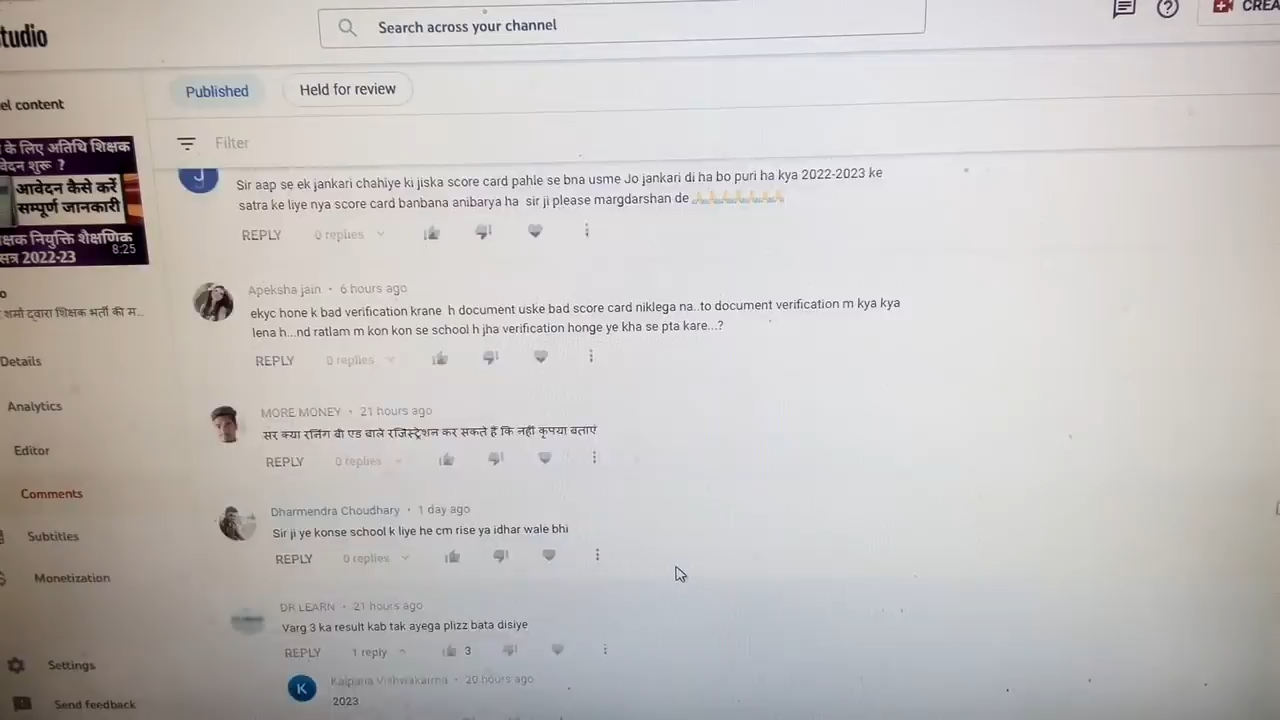 tudio
Search across your channel
CREA
el content
Published
Held for review
Filter
के लिए अतिथि शिक्षक
वेदन शुरू ?
आवेदन कैसे करें
सम्पूर्ण जानकारी
क्षक नियुक्ति शैक्षणिक
सत्र 2022-23
8:25
o
शर्मा द्वारा शिक्षक भर्ती की म...
Details
Analytics
Editor
Comments
Subtitles
Monetization
Settings
Send feedback
J
Sir aap se ek jankari chahiye ki jiska score card pahle se bna usme Jo jankari di ha bo puri ha kya 2022-2023 ke
satra ke liye nya score card banbana anibarya ha sir ji please margdarshan de 🙏🙏🙏🙏🙏🙏🙏
REPLY 0 replies
Apeksha jain • 6 hours ago
ekyc hone k bad verification krane h document uske bad score card niklega na..to document verification m kya kya
lena h...nd ratlam m kon kon se school h jha verification honge ye kha se pta kare...?
REPLY 0 replies
MORE MONEY • 21 hours ago
सर क्या रनिंग बी एड वाले रजिस्ट्रेशन कर सकते हैं कि नहीं कृपया बताएं
REPLY 0 replies
Dharmendra Choudhary • 1 day ago
Sir ji ye konse school k liye he cm rise ya idhar wale bhi
REPLY 0 replies
DR LEARN • 21 hours ago
Varg 3 ka result kab tak ayega plizz bata disiye
REPLY 1 reply 3
K
Kalpana Vishwakarma • 20 hours ago
2023